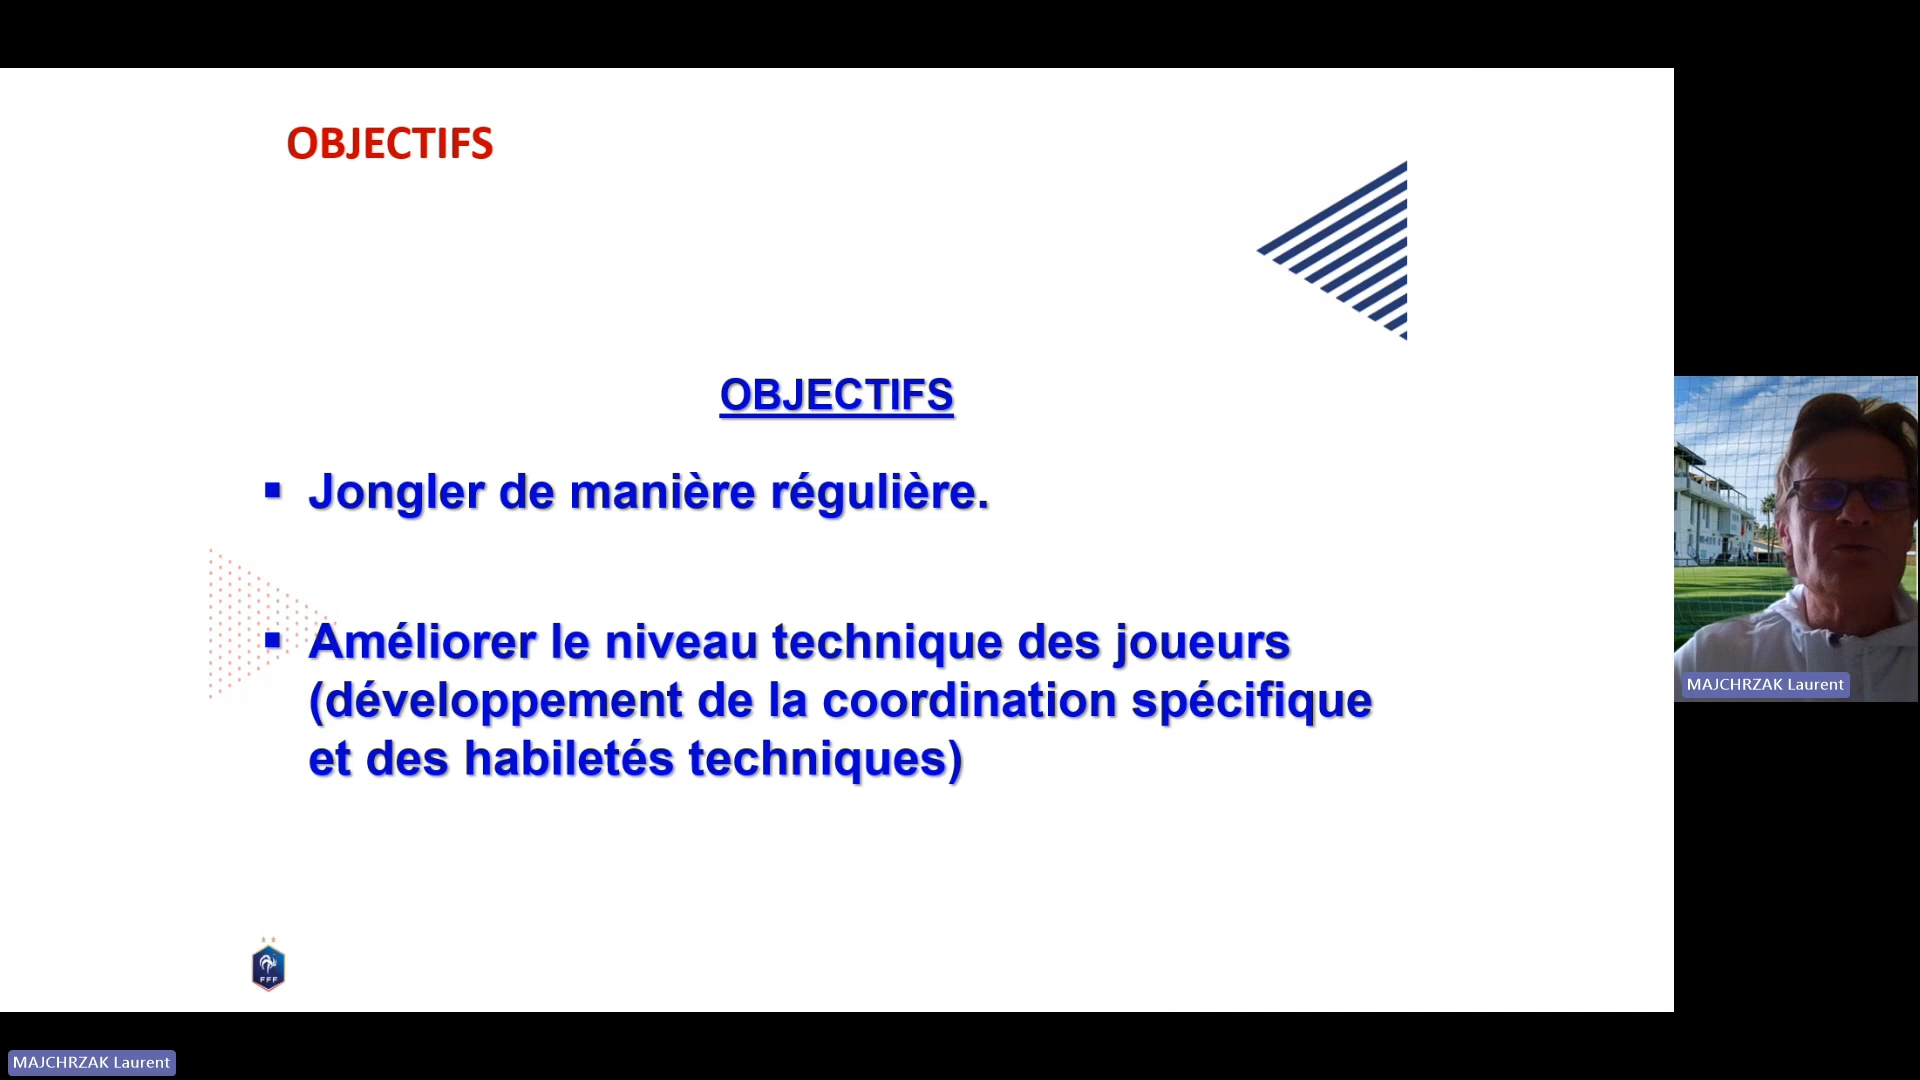 OBJECTIFS
OBJECTIFS
▪ Jongler de manière régulière.
▪ Améliorer le niveau technique des joueurs
(développement de la coordination spécifique
et des habiletés techniques)
FFF
MAJCHRZAK Laurent
MAJCHRZAK Laurent